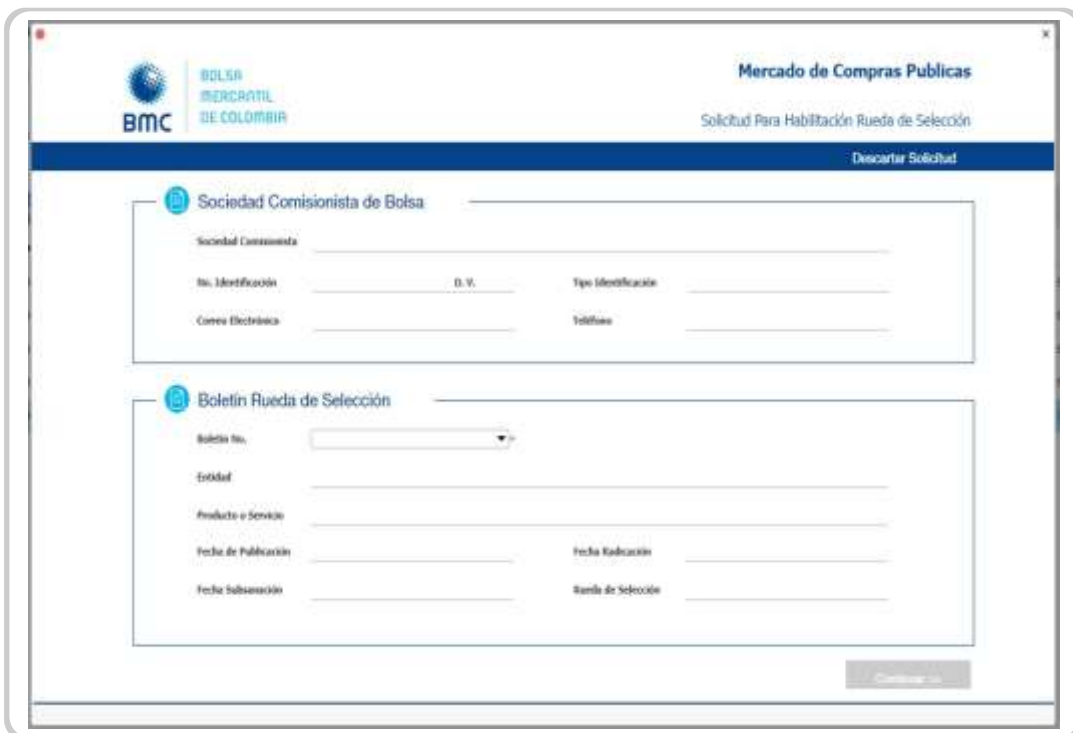 x
BMC
BOLSA
MERCANTIL
DE COLOMBIA
Mercado de Compras Publicas
Solicitud Para Habilitación Rueda de Selección
Descartar Solicitud
Sociedad Comisionista de Bolsa
Sociedad Comisionista
No. Identificación D. V. Tipo Identificación
Correo Electrónico Teléfono
Boletín Rueda de Selección
Boletín No.
Entidad
Producto o Servicio
Fecha de Publicación Fecha Radicación
Fecha Subsanación Rueda de Selección
Continuar >>